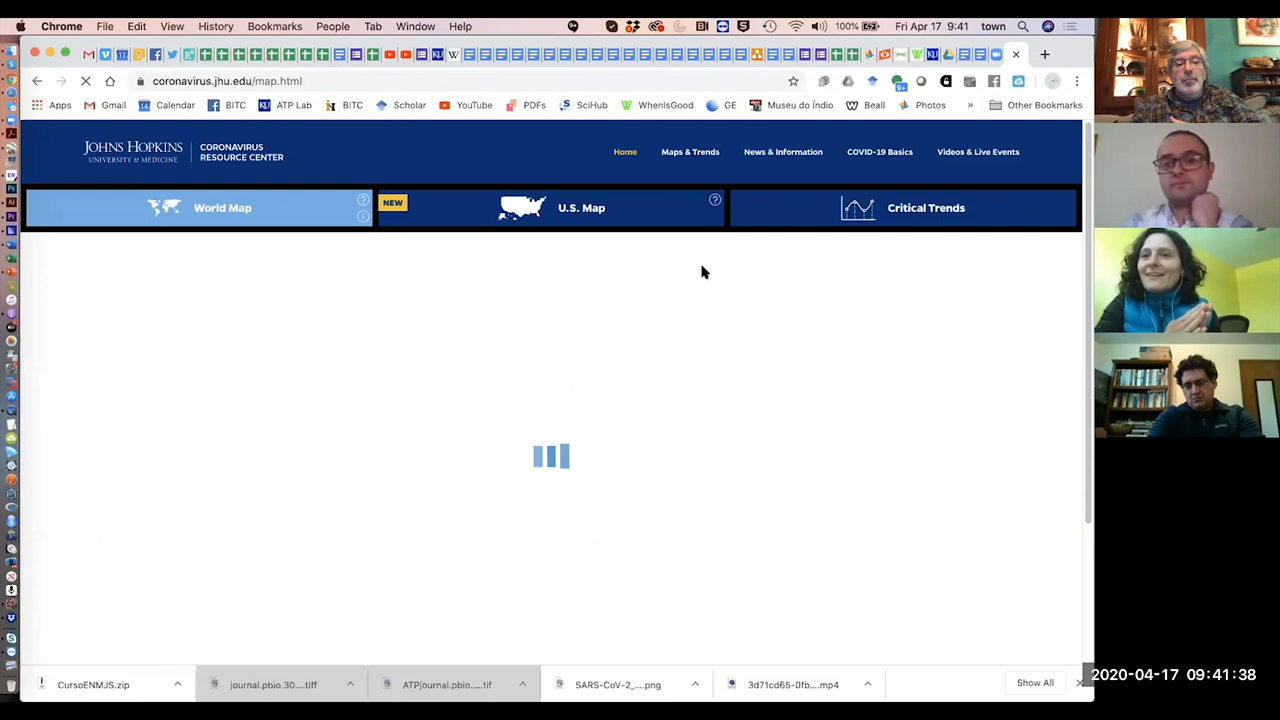 Chrome File Edit View History Bookmarks People Tab Window Help 100% Fri Apr 17 9:41 town
coronavirus.jhu.edu/map.html
Apps Gmail Calendar BITC ATP Lab BITC Scholar YouTube PDFs SciHub WhenIsGood GE Museu do Índio Beall Photos » Other Bookmarks
JOHNS HOPKINS
UNIVERSITY & MEDICINE
CORONAVIRUS
RESOURCE CENTER
Home Maps & Trends News & Information COVID-19 Basics Videos & Live Events
World Map
NEW
U.S. Map
Critical Trends
CursoENMJS.zip journal.pbio.30....tiff ATPjournal.pbio.....tif SARS-CoV-2_....png 3d71cd65-0fb....mp4 Show All
2020-04-17 09:41:38